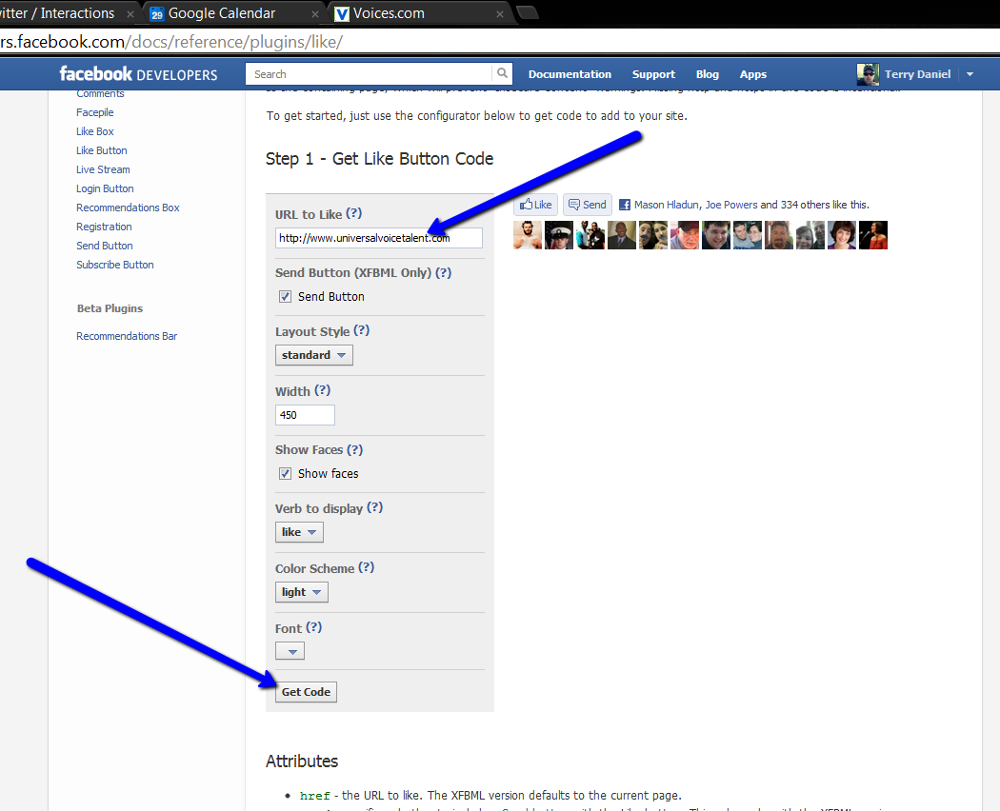 itter / Interactions
29 Google Calendar
Voices.com
rs.facebook.com/docs/reference/plugins/like/
facebook DEVELOPERS
Search
Documentation
Support
Blog
Apps
Terry Daniel
Comments
Facepile
Like Box
Like Button
Live Stream
Login Button
Recommendations Box
Registration
Send Button
Subscribe Button
Beta Plugins
Recommendations Bar
To get started, just use the configurator below to get code to add to your site.
Step 1 - Get Like Button Code
URL to Like (?)
http://www.universalvoicetalent.com
Send Button (XFBML Only) (?)
Send Button
Layout Style (?)
standard
Width (?)
450
Show Faces (?)
Show faces
Verb to display (?)
like
Color Scheme (?)
light
Font (?)
Get Code
Like
Send
Mason Hladun, Joe Powers and 334 others like this.
Attributes
• href - the URL to like. The XFBML version defaults to the current page.